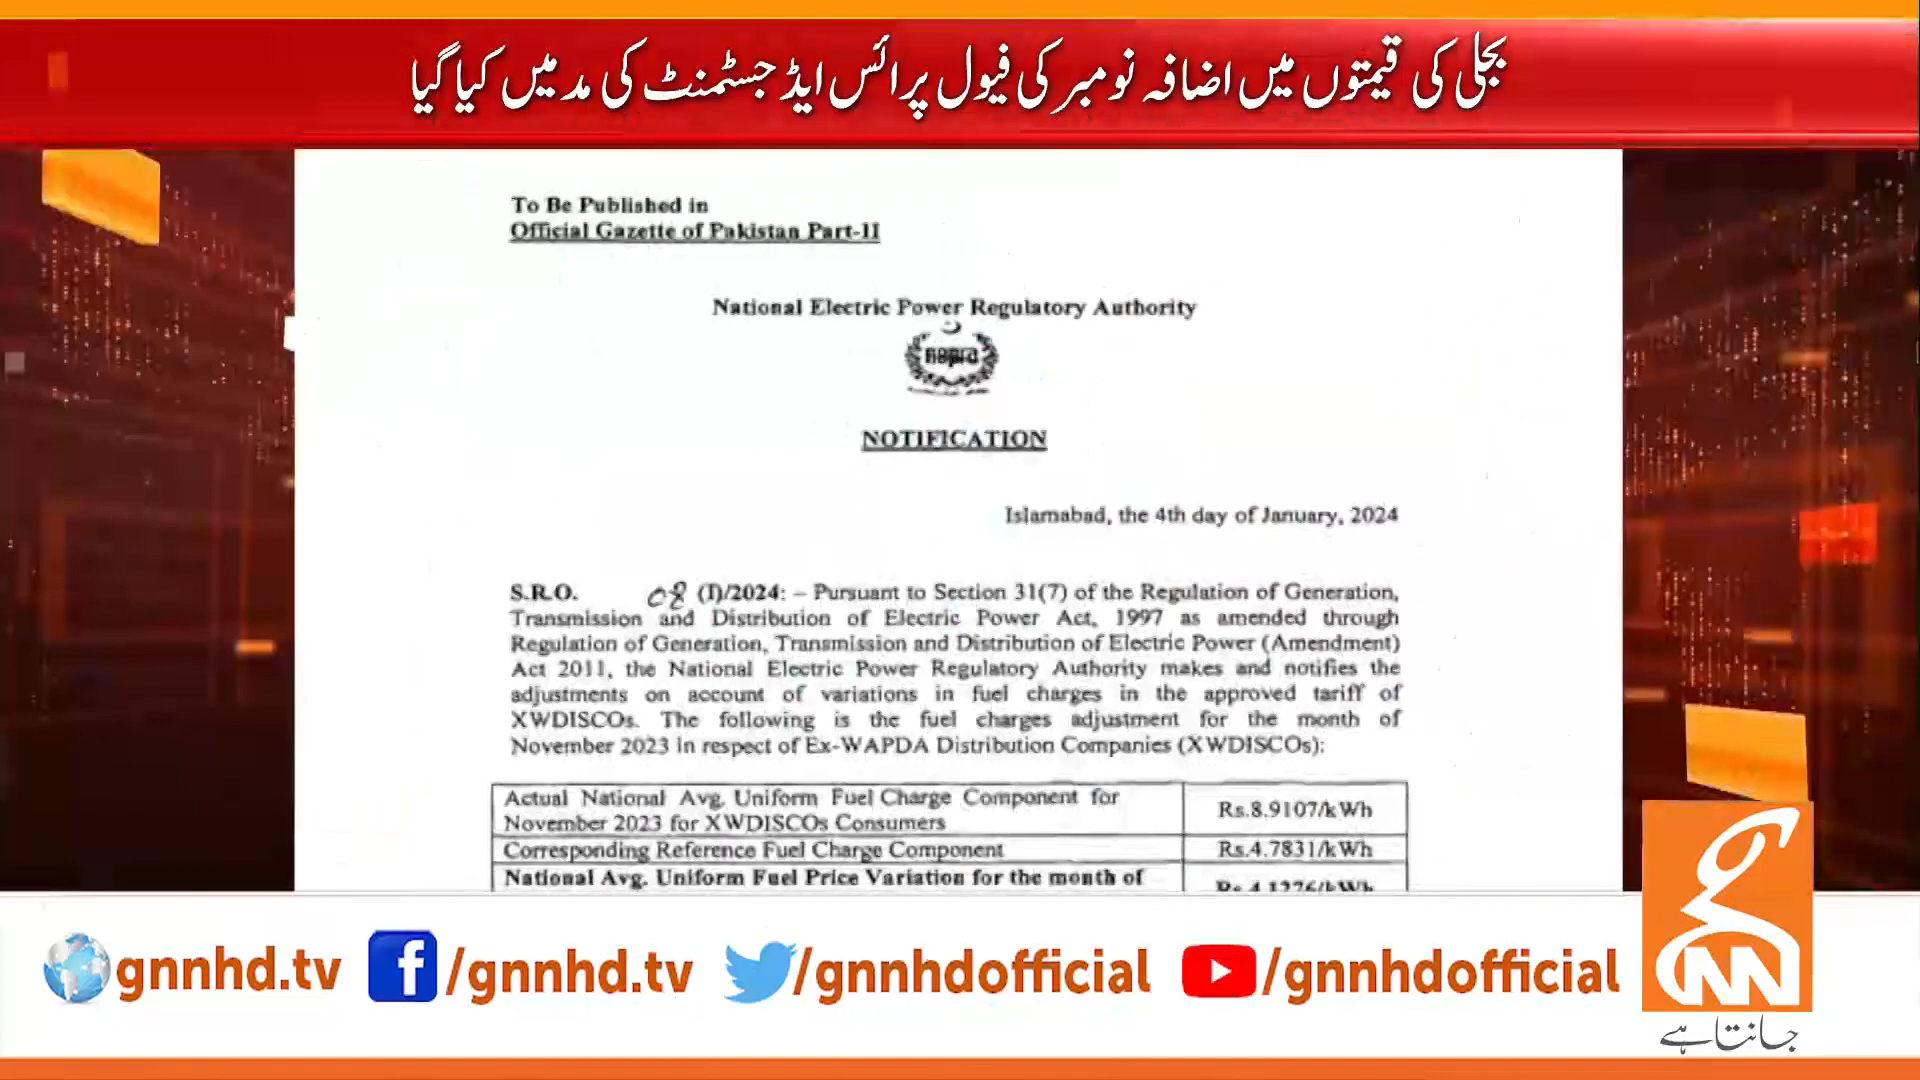 بجلی کی قیمتوں میں اضافہ نومبر کی فیول پرائس ایڈجسٹمنٹ کی مد میں کیا گیا
To Be Published in
Official Gazette of Pakistan Part-II
National Electric Power Regulatory Authority
nepra
NOTIFICATION
Islamabad, the 4th day of January, 2024
S.R.O. 08 (I)/2024: – Pursuant to Section 31(7) of the Regulation of Generation,
Transmission and Distribution of Electric Power Act, 1997 as amended through
Regulation of Generation, Transmission and Distribution of Electric Power (Amendment)
Act 2011, the National Electric Power Regulatory Authority makes and notifies the
adjustments on account of variations in fuel charges in the approved tariff of
XWDISCOs. The following is the fuel charges adjustment for the month of
November 2023 in respect of Ex-WAPDA Distribution Companies (XWDISCOs):
Actual National Avg. Uniform Fuel Charge Component for
November 2023 for XWDISCOs Consumers
Rs.8.9107/kWh
Corresponding Reference Fuel Charge Component
Rs.4.7831/kWh
National Avg. Uniform Fuel Price Variation for the month of
Rs.4.1276/kWh
gnnhd.tv
/gnnhd.tv
/gnnhdofficial
/gnnhdofficial
GNN
جانتا ہے